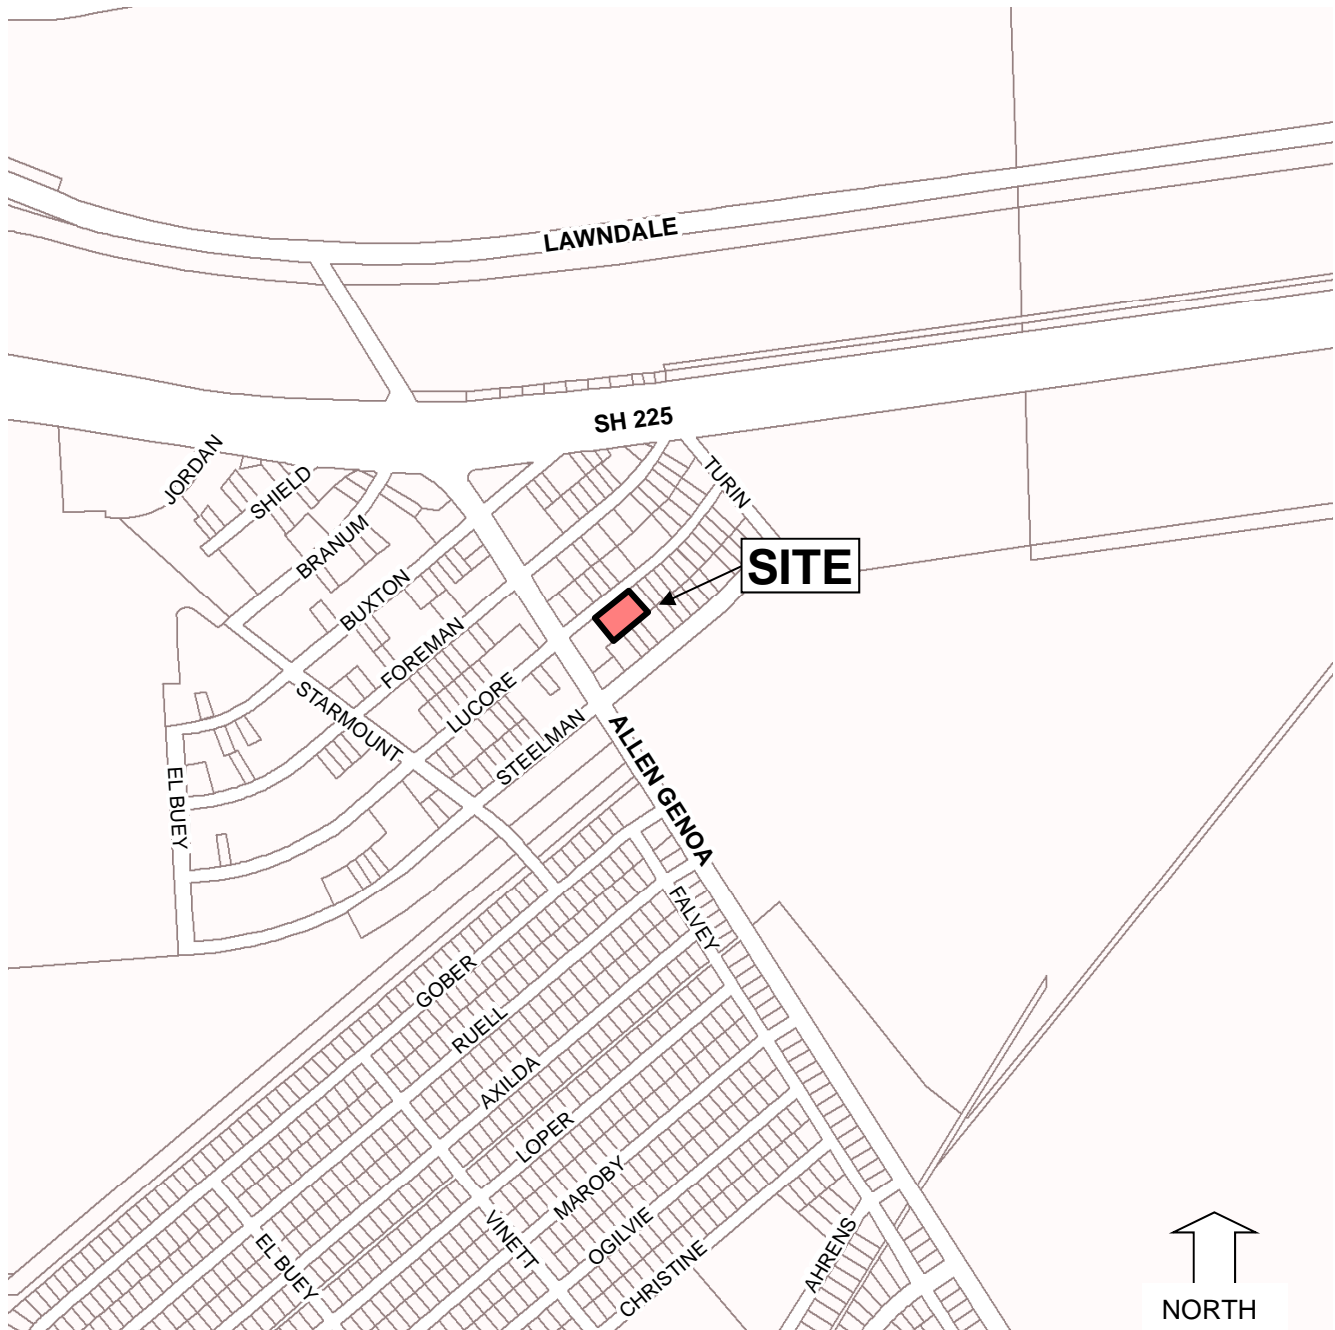 LAWNDALE
SH 225
JORDAN
SHIELD
TURIN
BRANUM
SITE
BUXTON
FOREMAN
LUCORE
STARMOUNT
STEELMAN
ALLEN GENOA
EL BUEY
FALVEY
GOBER
RUELL
AXILDA
LOPER
MAROBY
VINETT
OGILVIE
EL BUEY
CHRISTINE
AHRENS
NORTH